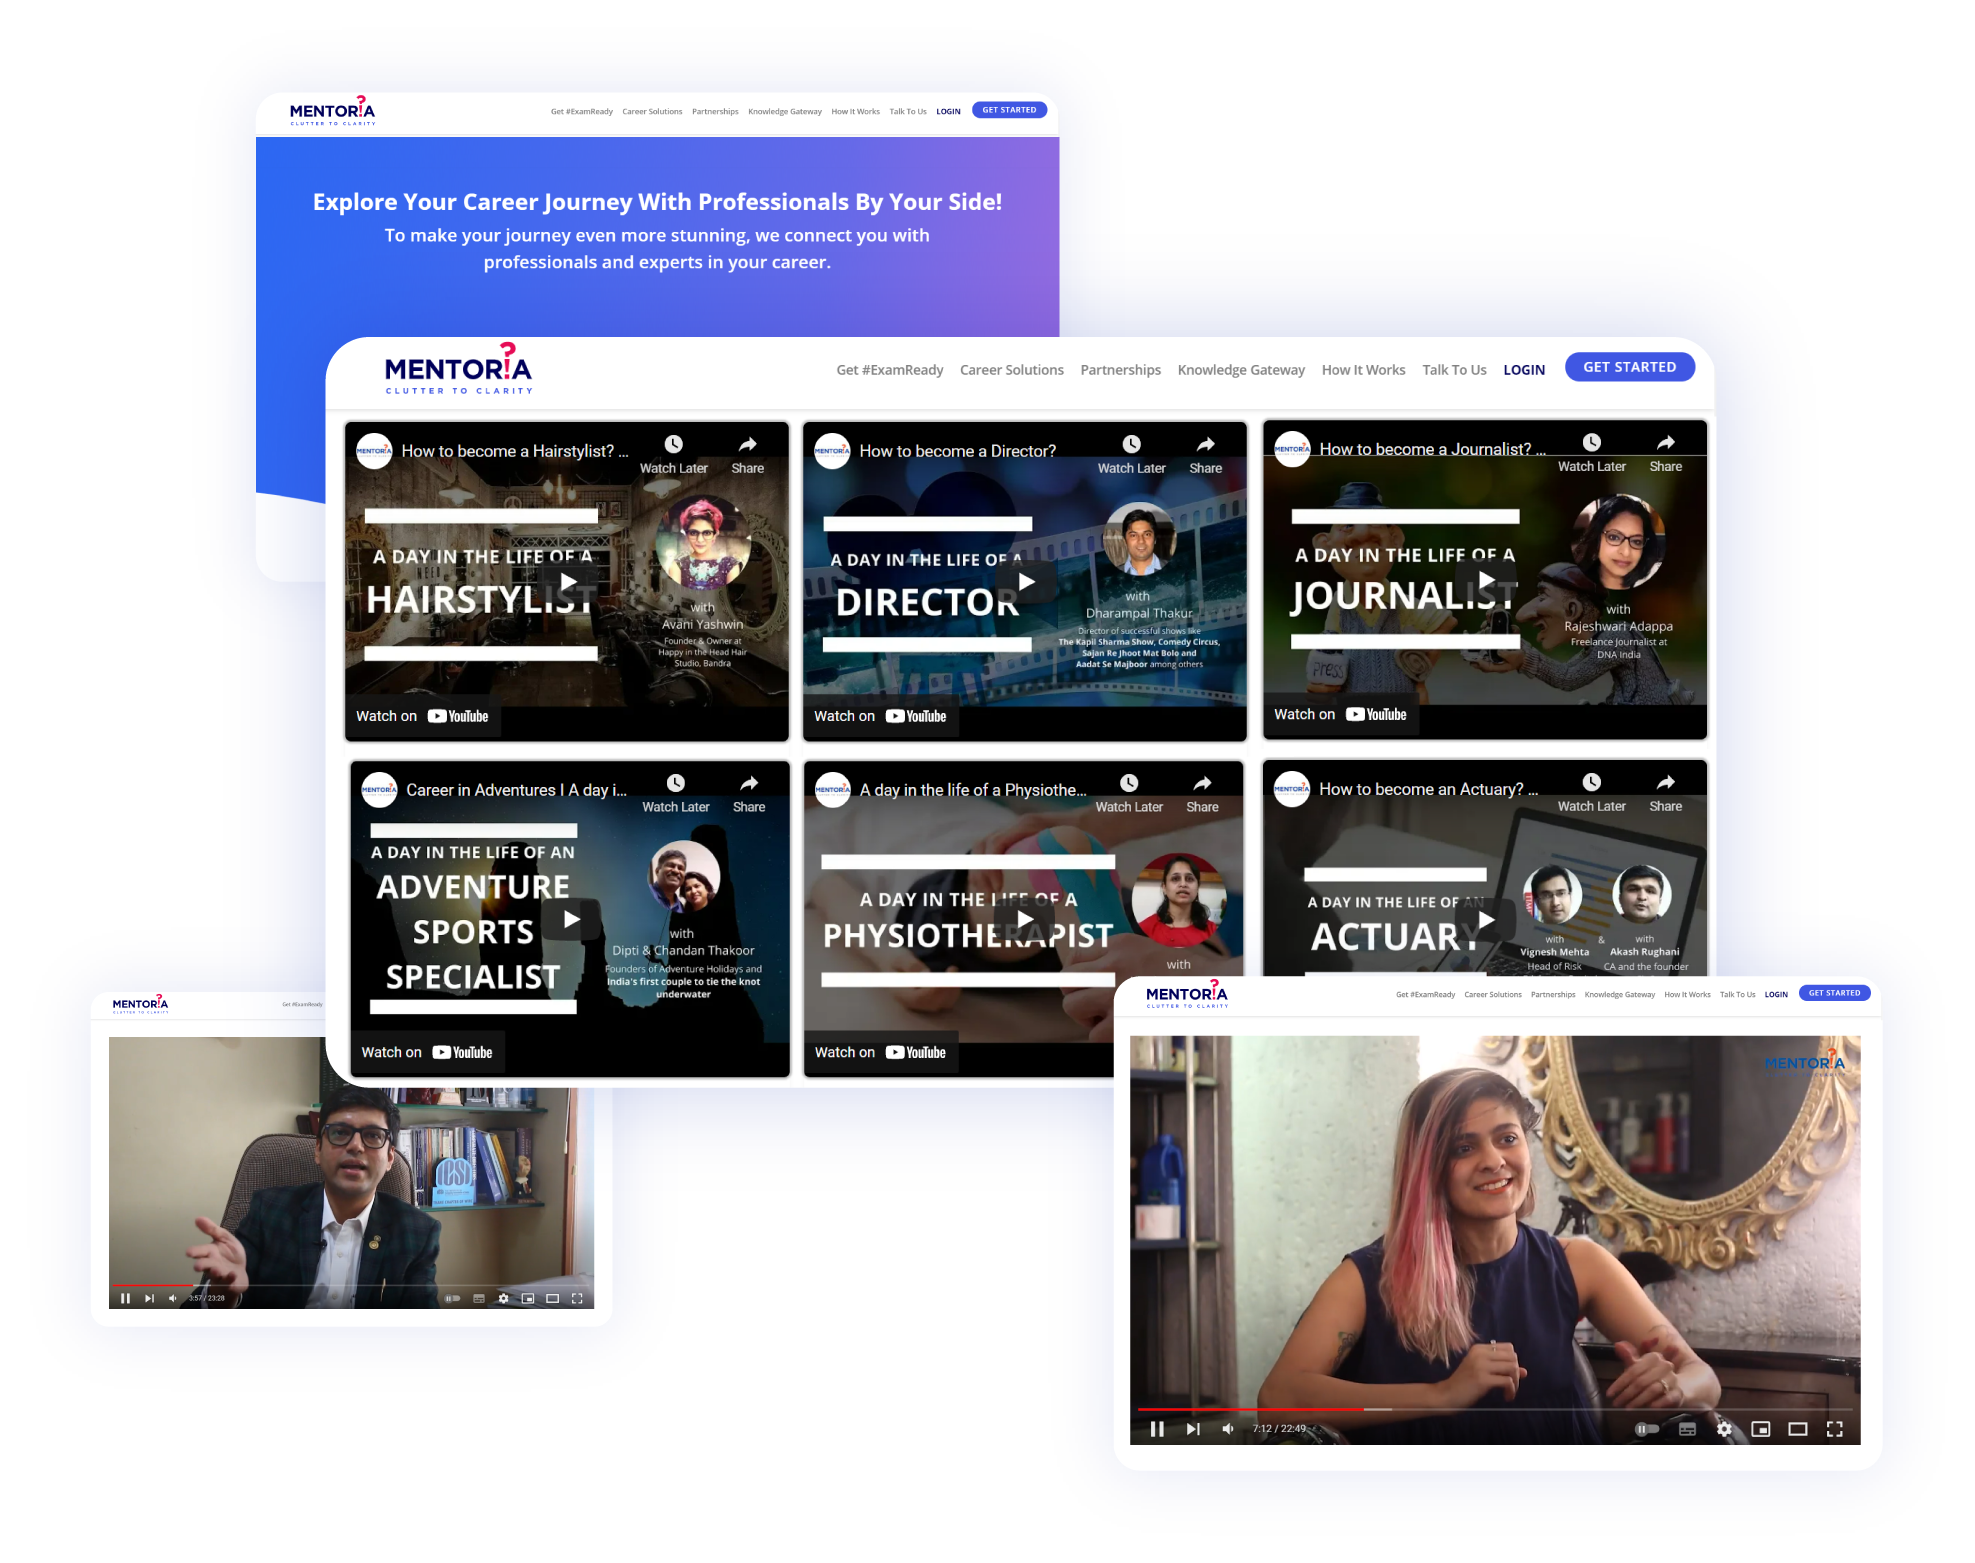 MENTOR!A
CLUTTER TO CLARITY
Get #ExamReady Career Solutions Partnerships Knowledge Gateway How It Works Talk To Us LOGIN GET STARTED
Explore Your Career Journey With Professionals By Your Side!
To make your journey even more stunning, we connect you with
professionals and experts in your career.
MENTOR!A
CLUTTER TO CLARITY
Get #ExamReady Career Solutions Partnerships Knowledge Gateway How It Works Talk To Us LOGIN GET STARTED
MENTORIA
How to become a Hairstylist? ...
Watch Later Share
A DAY IN THE LIFE OF A
HAIRSTYLIST
with
Avani Yashwin
Founder & Owner at
Happy in the Head Hair
Studio, Bandra
Watch on YouTube
MENTORIA
How to become a Director?
Watch Later Share
A DAY IN THE LIFE OF A
DIRECTOR
with
Dharampal Thakur
Director of successful shows like
The Kapil Sharma Show, Comedy Circus,
Sajan Re Jhoot Mat Bolo and
Aadat Se Majboor among others
Watch on YouTube
MENTORIA
How to become a Journalist? ...
Watch Later Share
A DAY IN THE LIFE OF A
JOURNALIST
with
Rajeshwari Adappa
Freelance Journalist at
DNA India
Press
Watch on YouTube
MENTORIA
Career in Adventures I A day i...
Watch Later Share
A DAY IN THE LIFE OF AN
ADVENTURE
SPORTS
SPECIALIST
with
Dipti & Chandan Thakoor
Founders of Adventure Holidays and
India's first couple to tie the knot
underwater
Watch on YouTube
MENTORIA
A day in the life of a Physiothe...
Watch Later Share
A DAY IN THE LIFE OF A
PHYSIOTHERAPIST
with
Watch on YouTube
MENTORIA
How to become an Actuary? ...
Watch Later Share
A DAY IN THE LIFE OF AN
ACTUARY
with & with
Vignesh Mehta Akash Rughani
Head of Risk CA and the founder
MENTOR!A
CLUTTER TO CLARITY
Get #ExamReady
3:57 / 23:28
MENTOR!A
CLUTTER TO CLARITY
Get #ExamReady Career Solutions Partnerships Knowledge Gateway How It Works Talk To Us LOGIN GET STARTED
MENTOR!A
7:12 / 22:49